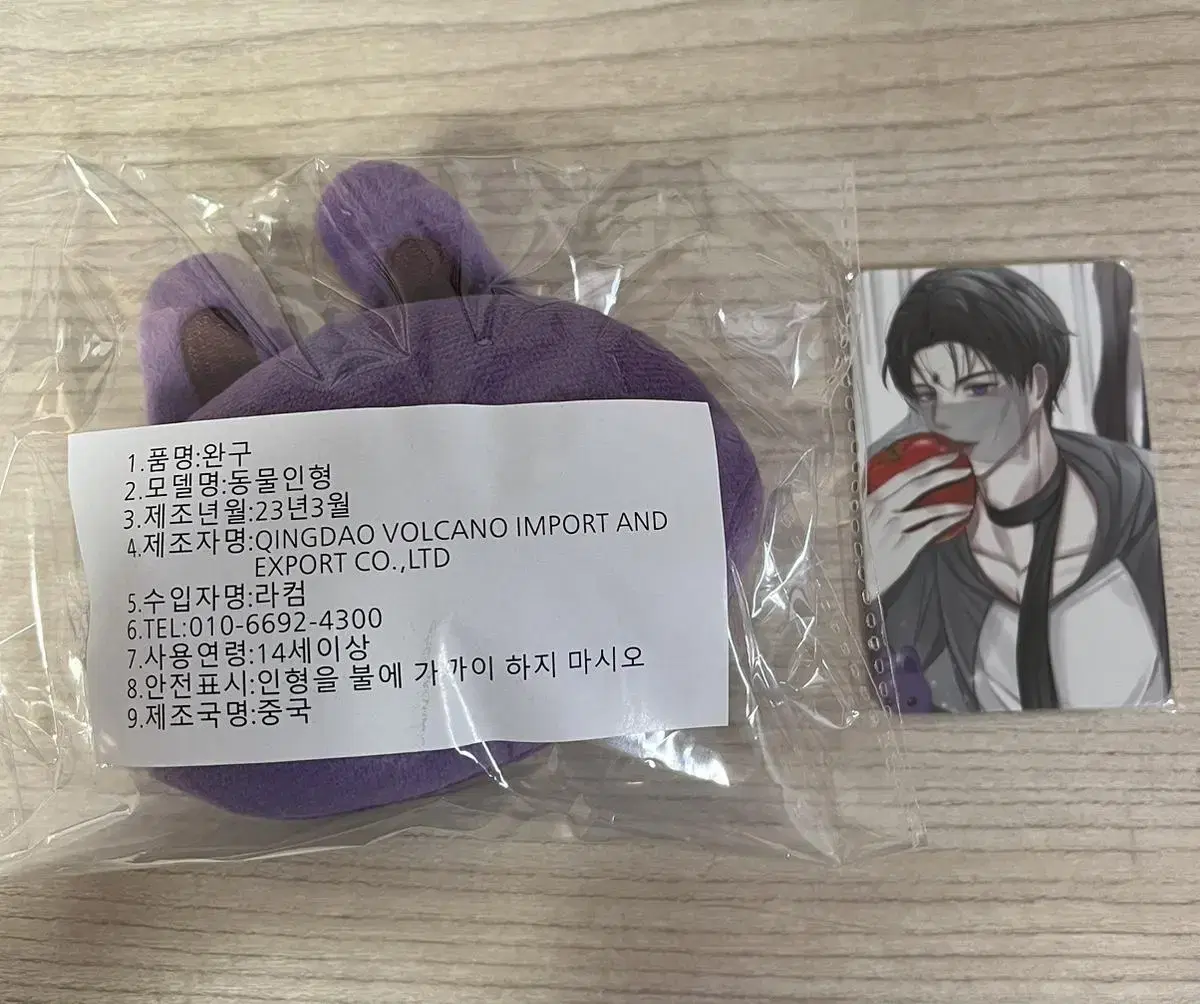 1.품명:완구
2.모델명:동물인형
3.제조년월:23년3월
4.제조자명:QINGDAO VOLCANO IMPORT AND
EXPORT CO.,LTD
5.수입자명:라컴
6.TEL:010-6692-4300
7.사용연령:14세이상
8.안전표시:인형을 불에 가까이 하지 마시오
9.제조국명:중국